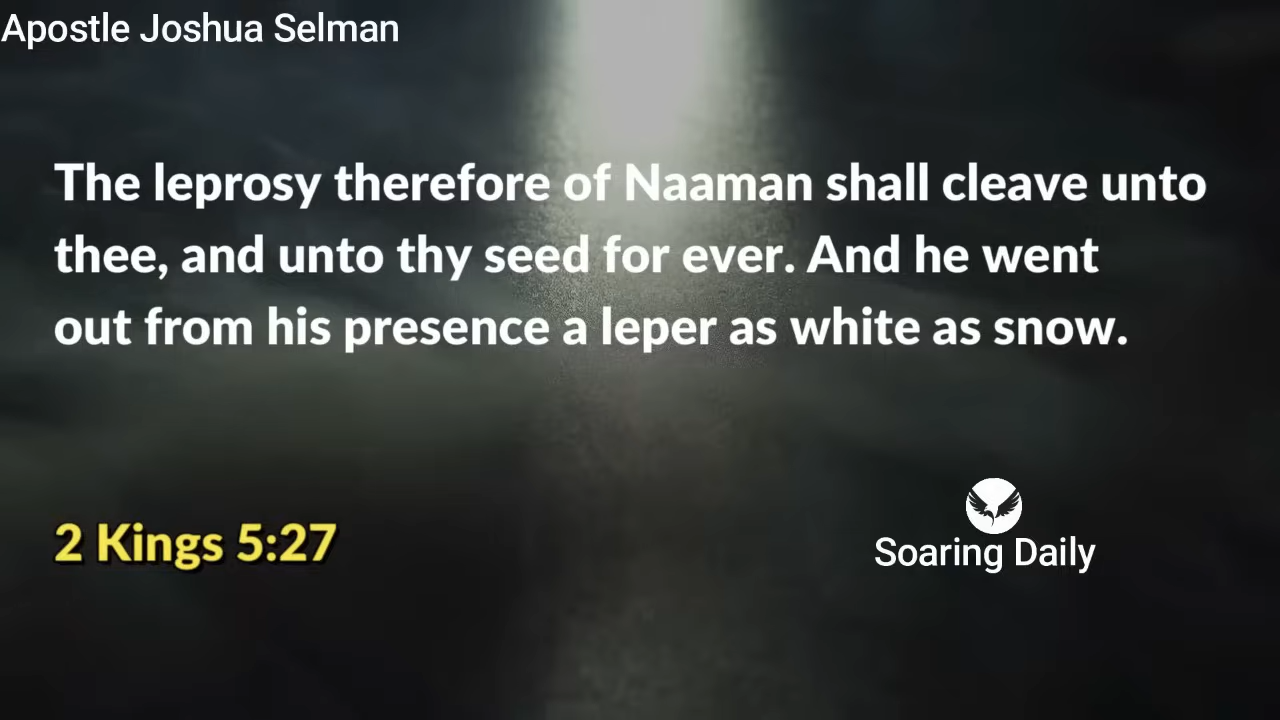 Apostle Joshua Selman
The leprosy therefore of Naaman shall cleave unto
thee, and unto thy seed for ever. And he went
out from his presence a leper as white as snow.
2 Kings 5:27
Soaring Daily